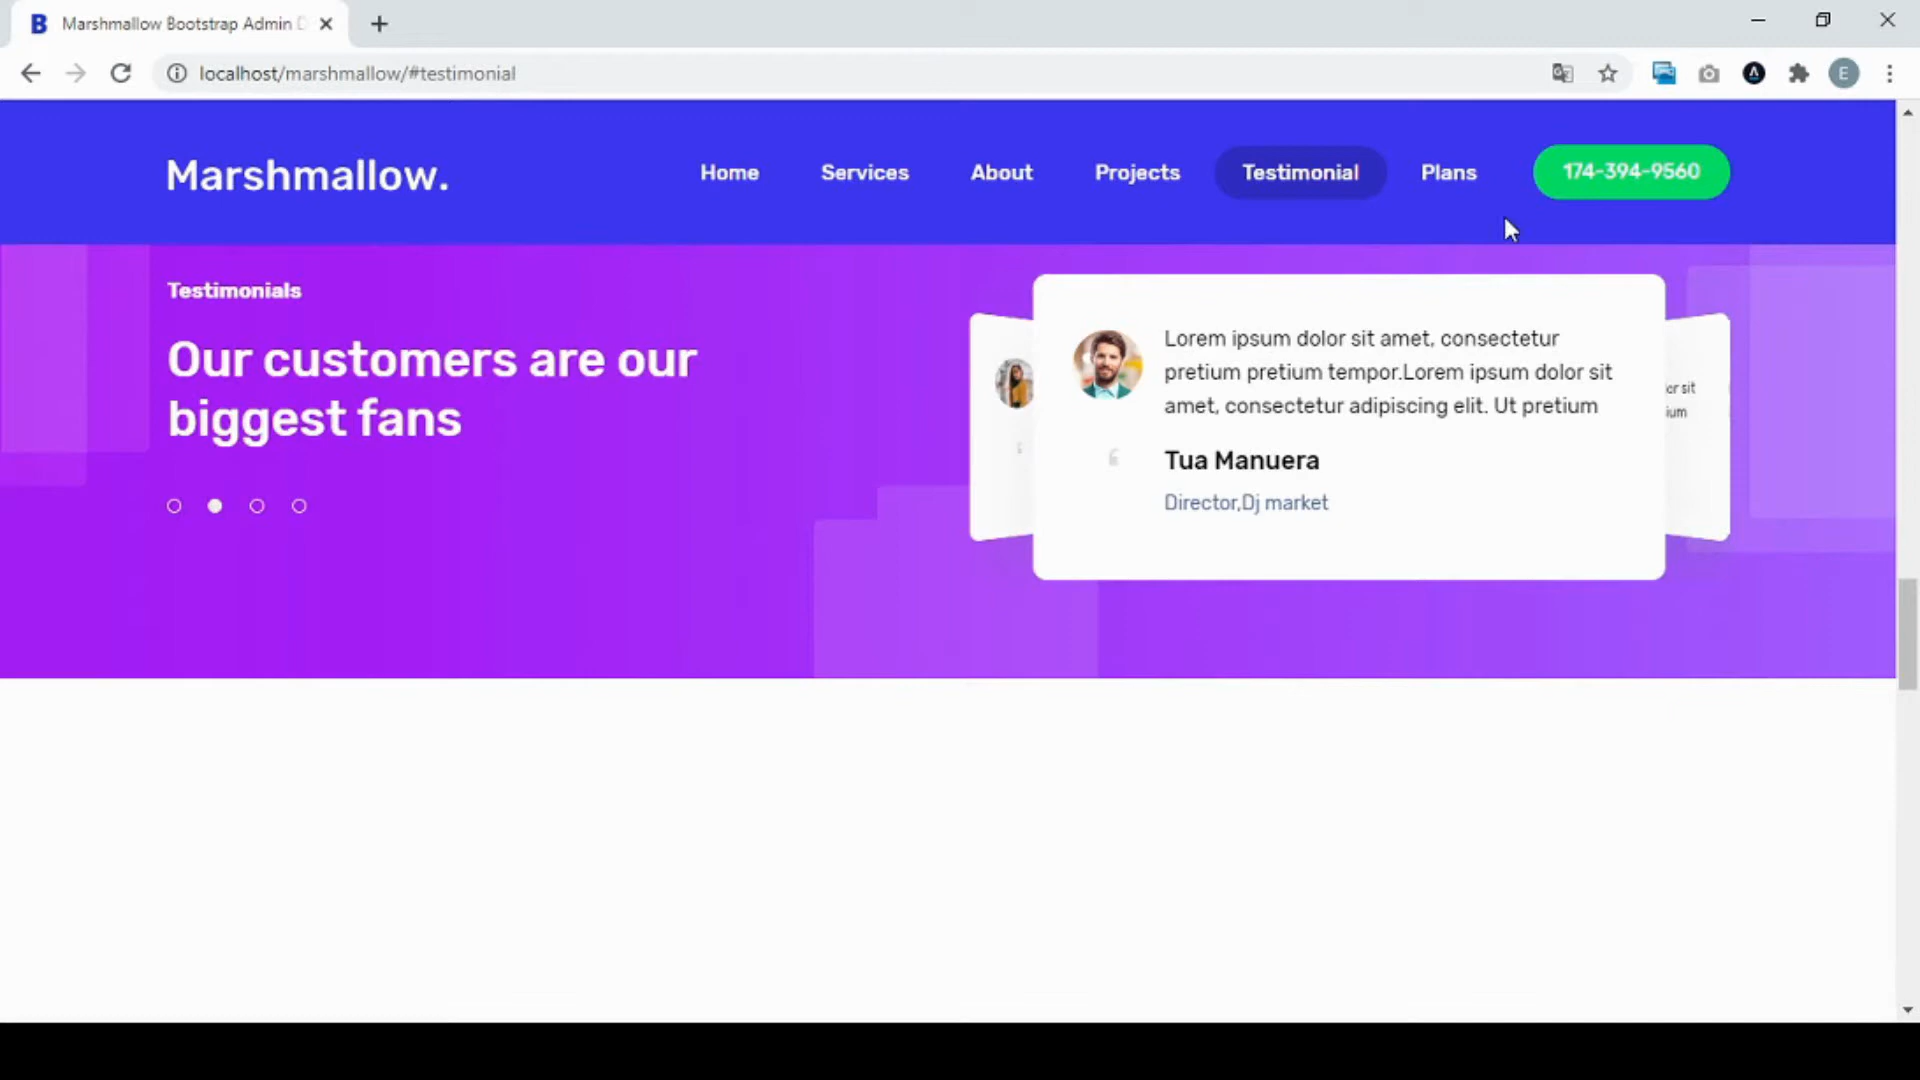 Marshmallow Bootstrap Admin
localhost/marshmallow/#testimonial
E
Marshmallow.
Home
Services
About
Projects
Testimonial
Plans
174-394-9560
Testimonials
Our customers are our
biggest fans
Lorem ipsum dolor sit amet, consectetur
pretium pretium tempor.Lorem ipsum dolor sit
amet, consectetur adipiscing elit. Ut pretium
Tua Manuera
Director,Dj market
sit